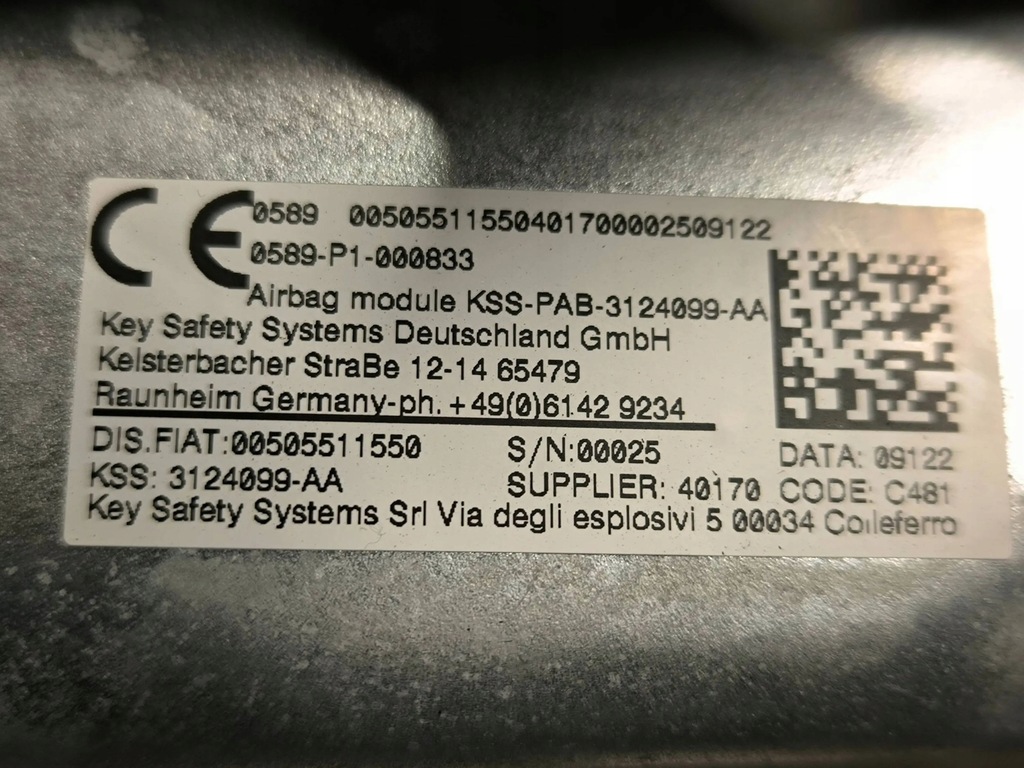 CE 0589 00505511550401700002509122
0589-P1-000833
Airbag module KSS-PAB-3124099-AA
Key Safety Systems Deutschland GmbH
Kelsterbacher StraBe 12-14 65479
Raunheim Germany-ph. +49(0)6142 9234
DIS.FIAT:00505511550 S/N:00025 DATA: 09122
KSS: 3124099-AA SUPPLIER: 40170 CODE: C481
Key Safety Systems Srl Via degli esplosivi 5 00034 Colleferro